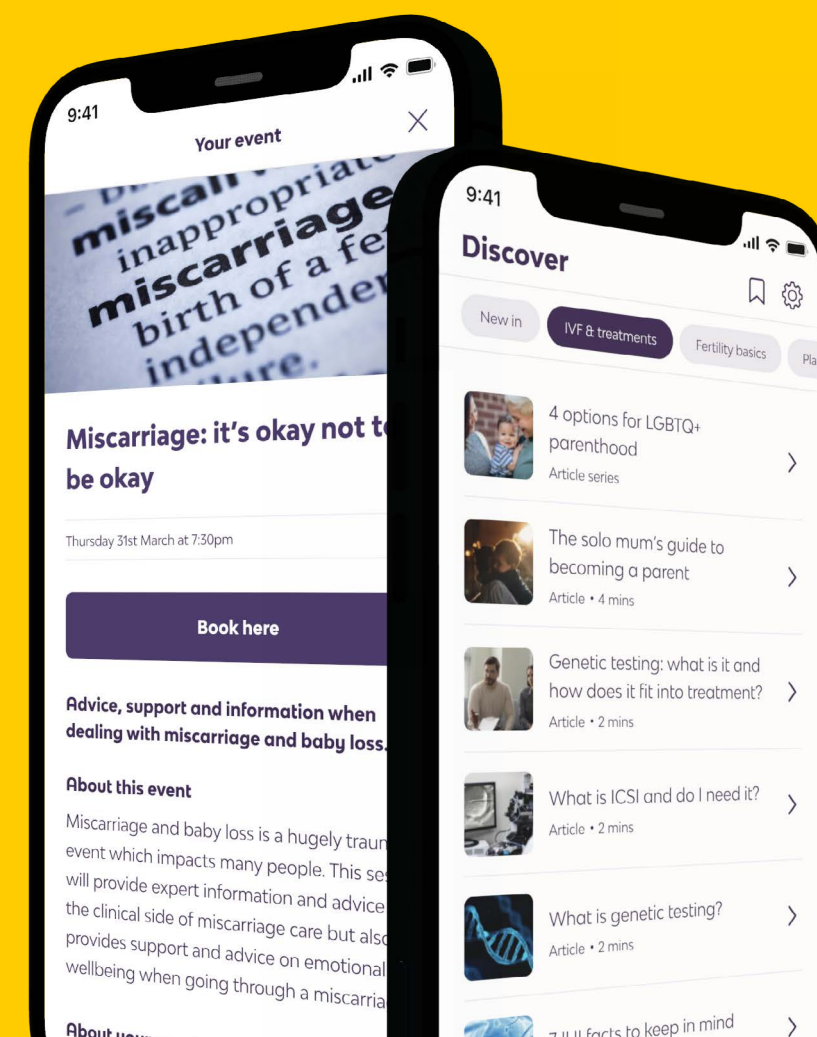 9:41
Your event
miscarriage
inappropriate
miscarriage
birth of a fe
independen
Miscarriage: it's okay not to
be okay
Thursday 31st March at 7:30pm
Book here
Advice, support and information when
dealing with miscarriage and baby loss.
About this event
Miscarriage and baby loss is a hugely traum
event which impacts many people. This ses
will provide expert information and advice
the clinical side of miscarriage care but also
provides support and advice on emotional
wellbeing when going through a miscarria
About your
9:41
Discover
New in
IVF & treatments
Fertility basics
Pla
4 options for LGBTQ+
parenthood
Article series
The solo mum's guide to
becoming a parent
Article • 4 mins
Genetic testing: what is it and
how does it fit into treatment?
Article • 2 mins
What is ICSI and do I need it?
Article • 2 mins
What is genetic testing?
Article • 2 mins
7 IUI facts to keep in mind